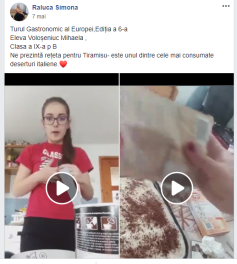 Raluca Simona
7 mai
Turul Gastronomic al Europei,Ediția a 6-a
Eleva Voloseniuc Mihaela ,
Clasa a IX-a p B
Ne prezintă rețeta pentru Tiramisu- este unul dintre cele mai consumate
deserturi italiene.❤